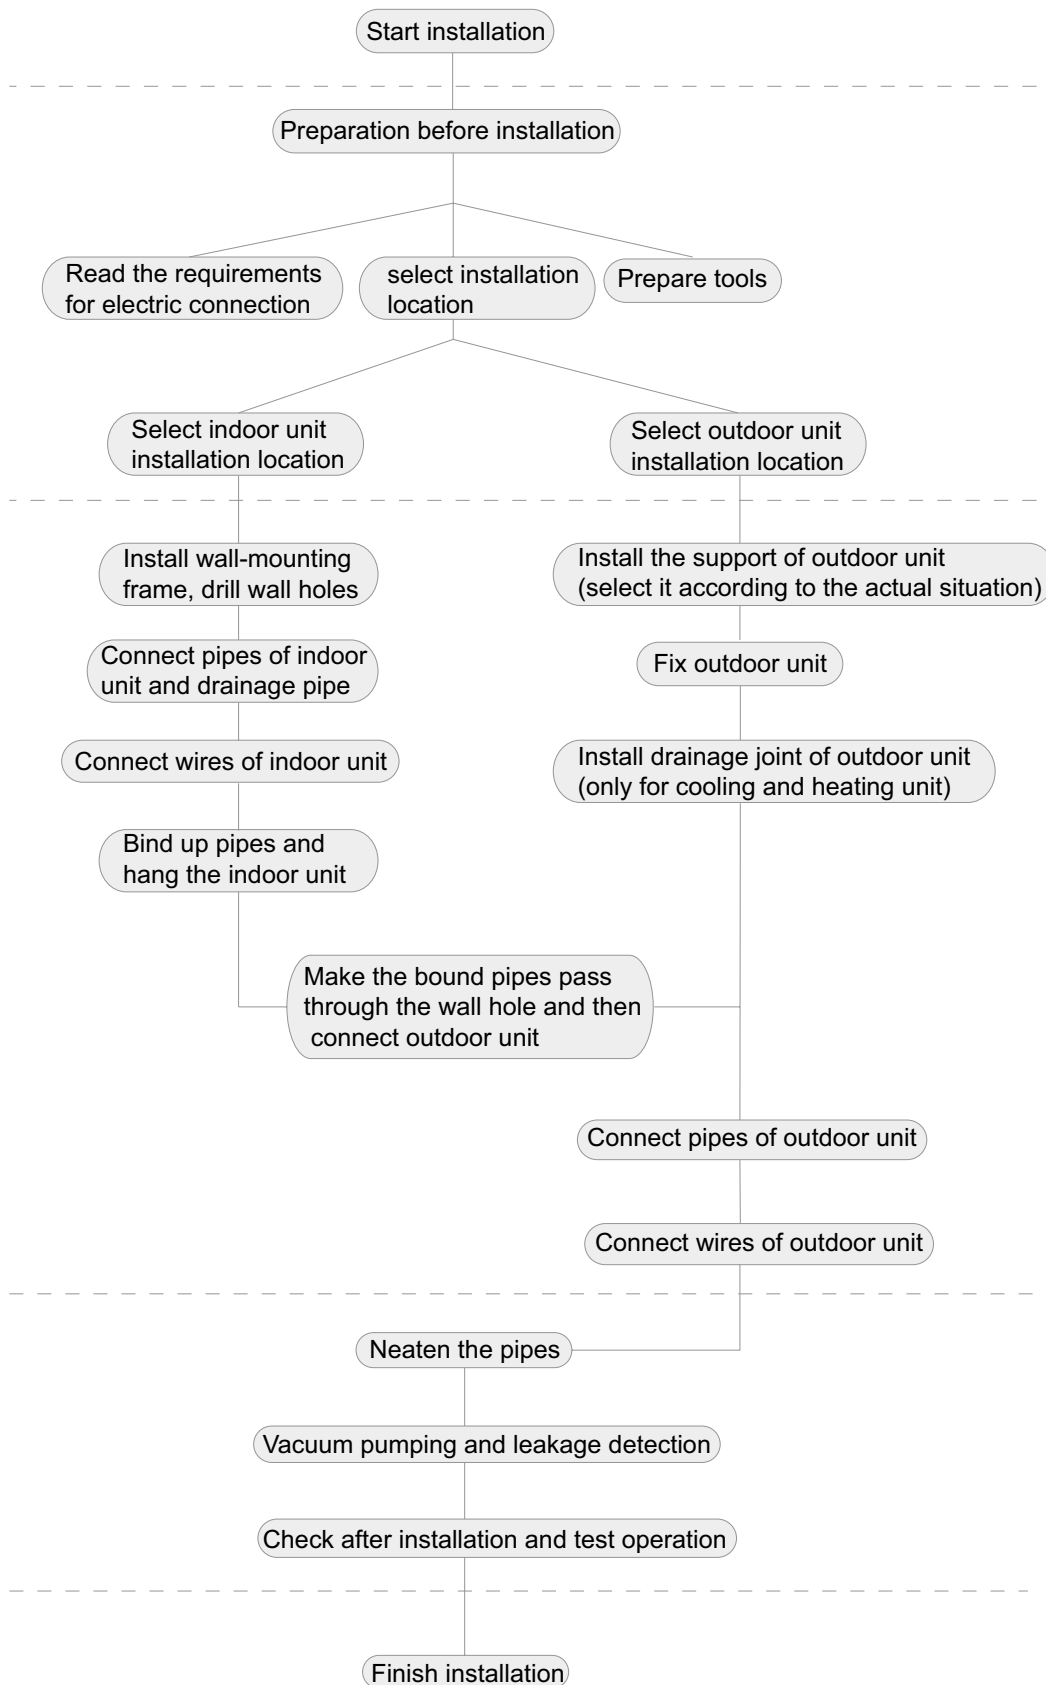 Start installation
Preparation before installation
Read the requirements
for electric connection
select installation
location
Prepare tools
Select indoor unit
installation location
Select outdoor unit
installation location
Install wall-mounting
frame, drill wall holes
Install the support of outdoor unit
(select it according to the actual situation)
Connect pipes of indoor
unit and drainage pipe
Fix outdoor unit
Connect wires of indoor unit
Install drainage joint of outdoor unit
(only for cooling and heating unit)
Bind up pipes and
hang the indoor unit
Make the bound pipes pass
through the wall hole and then
connect outdoor unit
Connect pipes of outdoor unit
Connect wires of outdoor unit
Neaten the pipes
Vacuum pumping and leakage detection
Check after installation and test operation
Finish installation